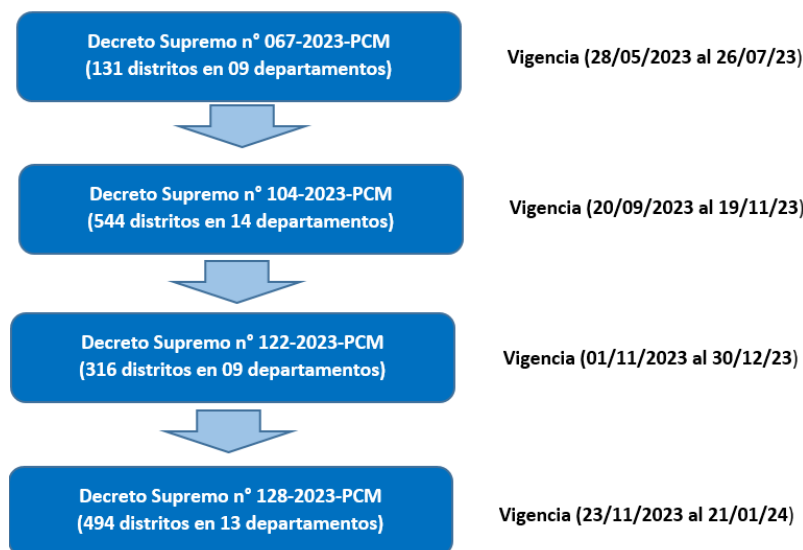 Decreto Supremo n° 067-2023-PCM
(131 distritos en 09 departamentos)
Vigencia (28/05/2023 al 26/07/23)
Decreto Supremo n° 104-2023-PCM
(544 distritos en 14 departamentos)
Vigencia (20/09/2023 al 19/11/23)
Decreto Supremo n° 122-2023-PCM
(316 distritos en 09 departamentos)
Vigencia (01/11/2023 al 30/12/23)
Decreto Supremo n° 128-2023-PCM
(494 distritos en 13 departamentos)
Vigencia (23/11/2023 al 21/01/24)